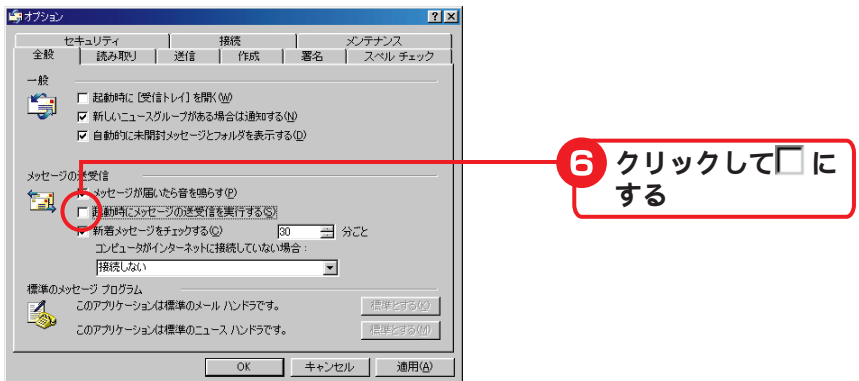 オプション
セキュリティ 接続 メンテナンス
全般 読み取り 送信 作成 署名 スペル チェック
一般
起動時に [受信トレイ] を開く(W)
新しいニュースグループがある場合は通知する(N)
自動的に未開封メッセージとフォルダを表示する(D)
メッセージの送受信
メッセージが届いたら音を鳴らす(P)
起動時にメッセージの送受信を実行する(S)
新着メッセージをチェックする(C) 30 分ごと
コンピュータがインターネットに接続していない場合 :
接続しない
標準のメッセージ プログラム
このアプリケーションは標準のメール ハンドラです。 標準とする(K)
このアプリケーションは標準のニュース ハンドラです。 標準とする(M)
OK キャンセル 適用(A)
6 クリックして に
する